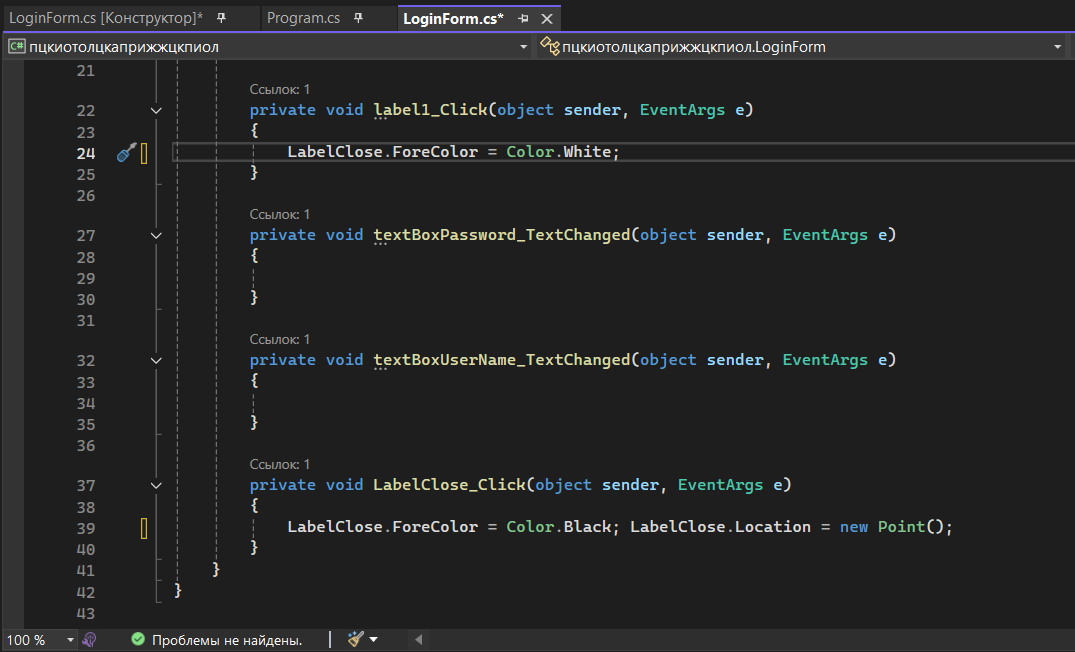 LoginForm.cs [Конструктор]* Program.cs LoginForm.cs*
C# пцкиотолцкаприжжцкпиол пцкиотолцкаприжжцкпиол.LoginForm
21
Ссылок: 1
22 private void label1_Click(object sender, EventArgs e)
23 {
24 LabelClose.ForeColor = Color.White;
25 }
26
Ссылок: 1
27 private void textBoxPassword_TextChanged(object sender, EventArgs e)
28 {
29
30 }
31
Ссылок: 1
32 private void textBoxUserName_TextChanged(object sender, EventArgs e)
33 {
34
35 }
36
Ссылок: 1
37 private void LabelClose_Click(object sender, EventArgs e)
38 {
39 LabelClose.ForeColor = Color.Black; LabelClose.Location = new Point();
40 }
41 }
42 }
43
100 % Проблемы не найдены.